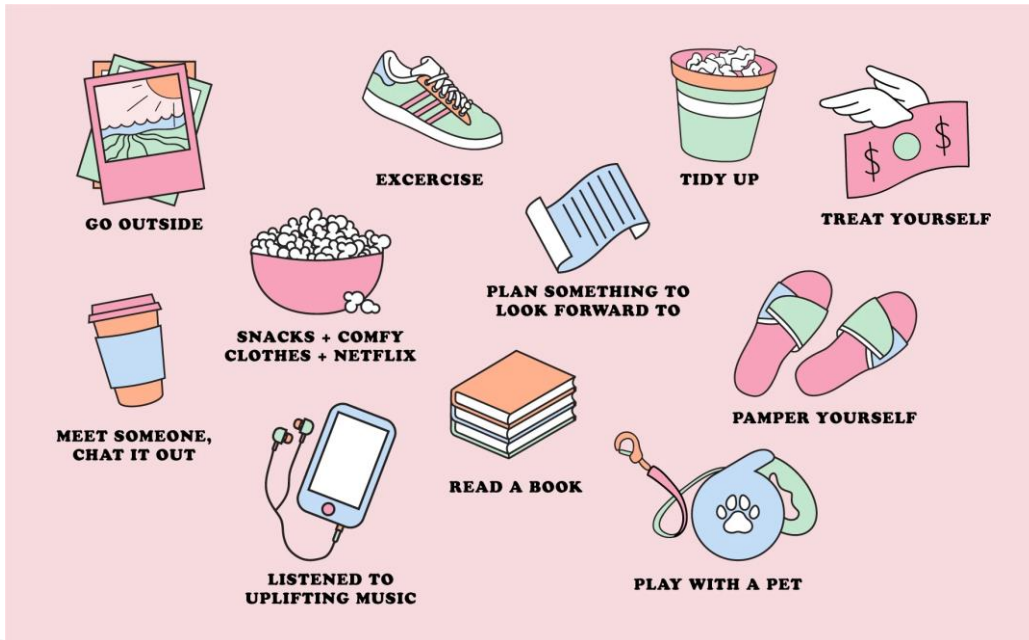 EXCERCISE
TIDY UP
GO OUTSIDE
TREAT YOURSELF
$ $
PLAN SOMETHING TO
LOOK FORWARD TO
SNACKS + COMFY
CLOTHES + NETFLIX
PAMPER YOURSELF
MEET SOMEONE,
CHAT IT OUT
READ A BOOK
LISTENED TO
UPLIFTING MUSIC
PLAY WITH A PET